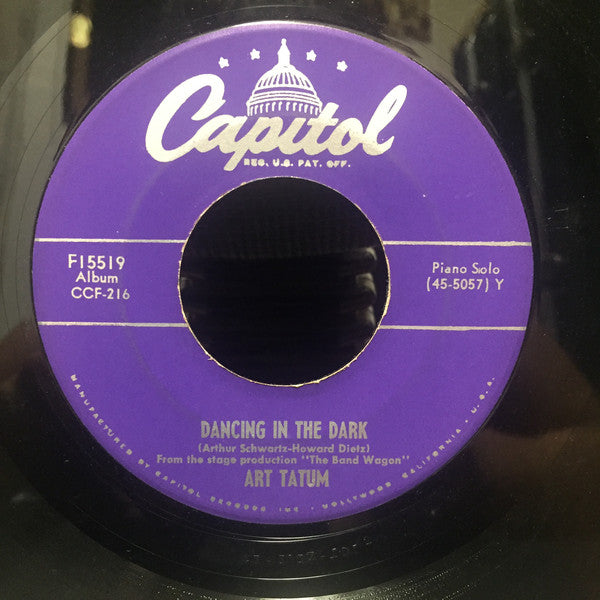 Capitol
REG. U.S. PAT. OFF.
F15519
Album
CCF-216
Piano Solo
(45-5057) Y
DANCING IN THE DARK
(Arthur Schwartz-Howard Dietz)
From the stage production "The Band Wagon"
ART TATUM
MANUFACTURED BY CAPITOL RECORDS INC. • HOLLYWOOD, CALIFORNIA, • U.S.A.